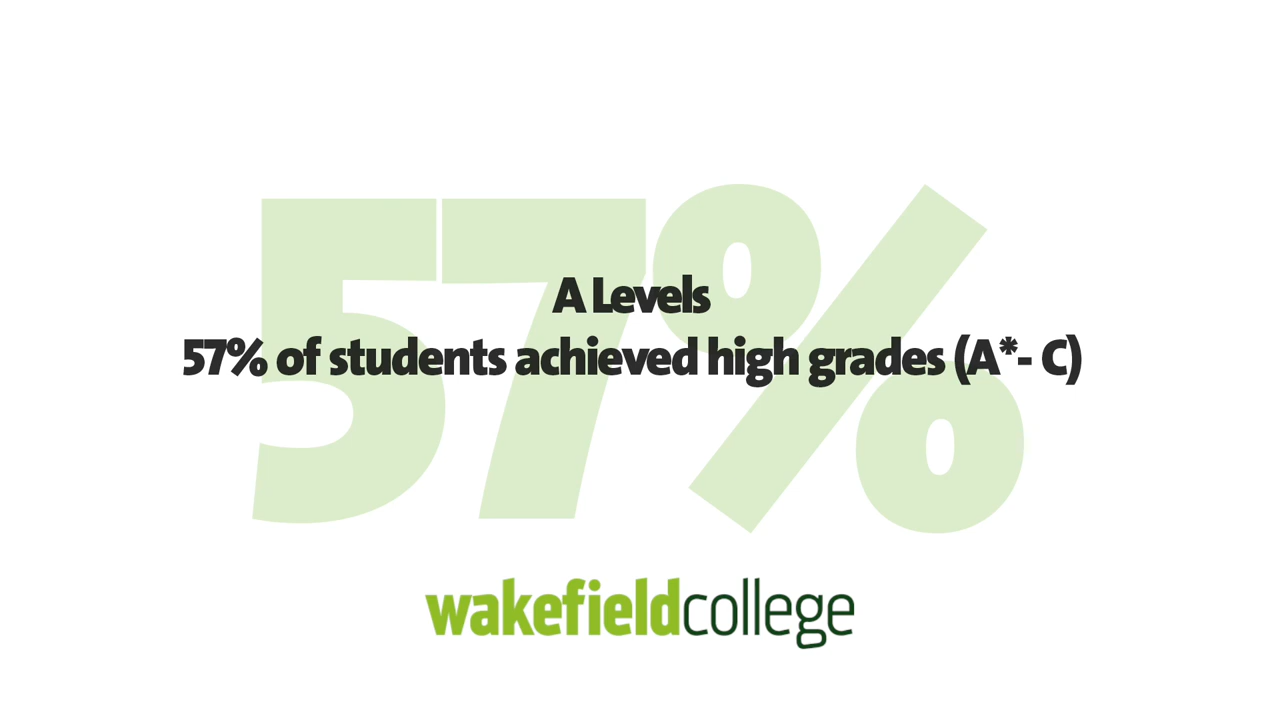 57%
A Levels
57% of students achieved high grades (A*- C)
wakefieldcollege